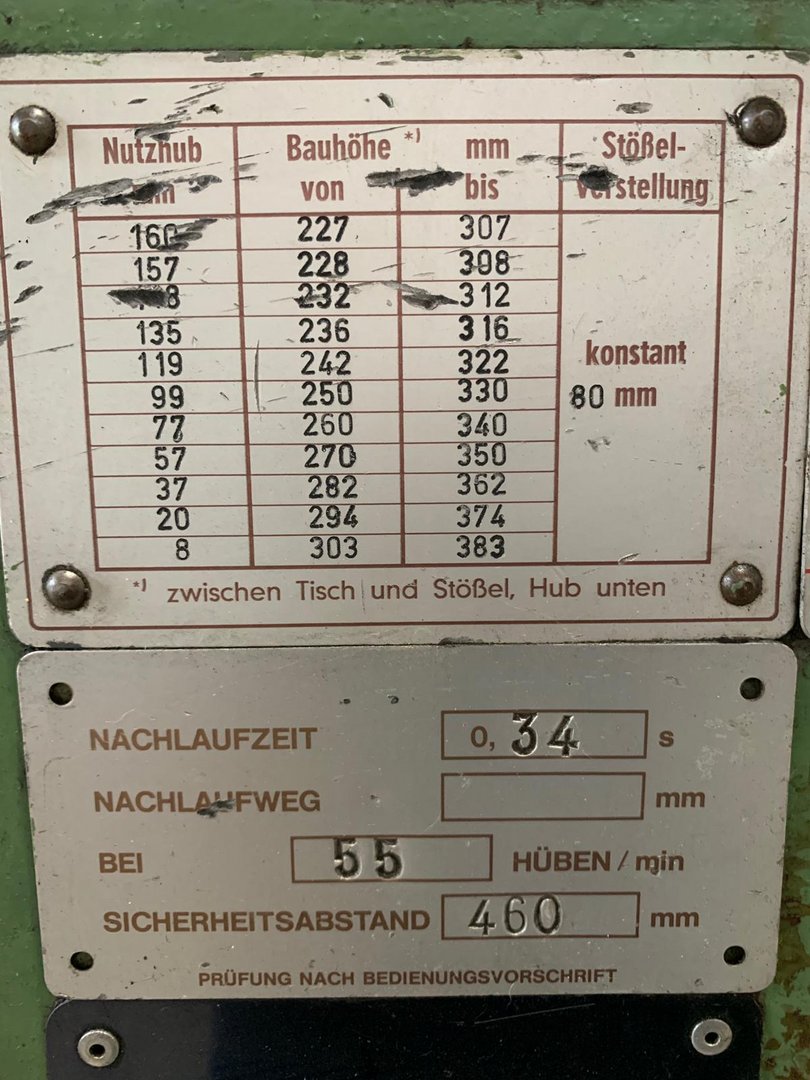 Nutzhub Bauhöhe *) mm Stößel-
von bis verstellung
160 227 307
157 228 308
232 312
135 236 316
119 242 322
konstant
99 250 330
80 mm
77 260 340
57 270 350
37 282 362
20 294 374
8 303 383
*) zwischen Tisch und Stößel, Hub unten
NACHLAUFZEIT 0, 34 s
NACHLAUFWEG mm
BEI 55 HÜBEN / min
SICHERHEITSABSTAND 460 mm
PRÜFUNG NACH BEDIENUNGSVORSCHRIFT